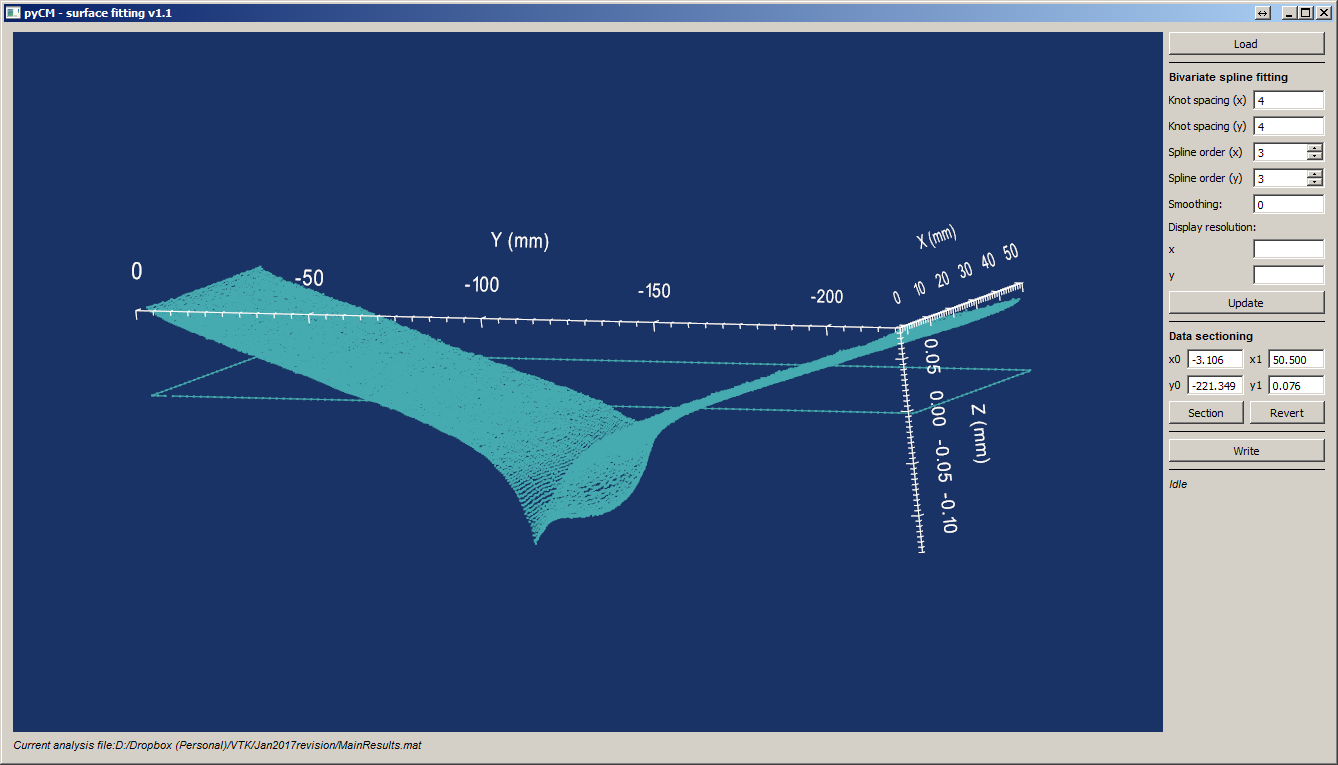 pyCM - surface fitting v1.1
Load
Bivariate spline fitting
Knot spacing (x) 4
Knot spacing (y) 4
Spline order (x) 3
Spline order (y) 3
Smoothing: 0
Display resolution:
x
y
Update
Data sectioning
x0 -3.106 x1 50.500
y0 -221.349 y1 0.076
Section Revert
Write
Idle
Y (mm)
0 -50 -100 -150 -200
X (mm)
0 10 20 30 40 50
0.05 0.00 -0.05 -0.10
Z (mm)
Current analysis file:D:/Dropbox (Personal)/VTK/Jan2017revision/MainResults.mat